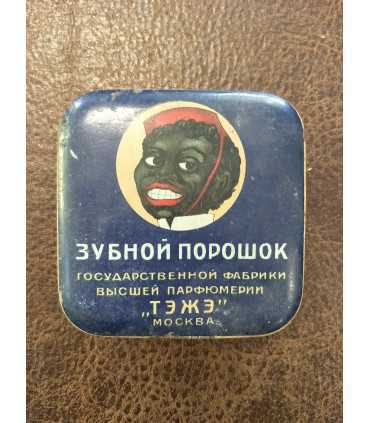 ЗУБНОЙ ПОРОШОК
ГОСУДАРСТВЕННОЙ ФАБРИКИ
ВЫСШЕЙ ПАРФЮМЕРИИ
„ТЭЖЭ"
МОСКВА